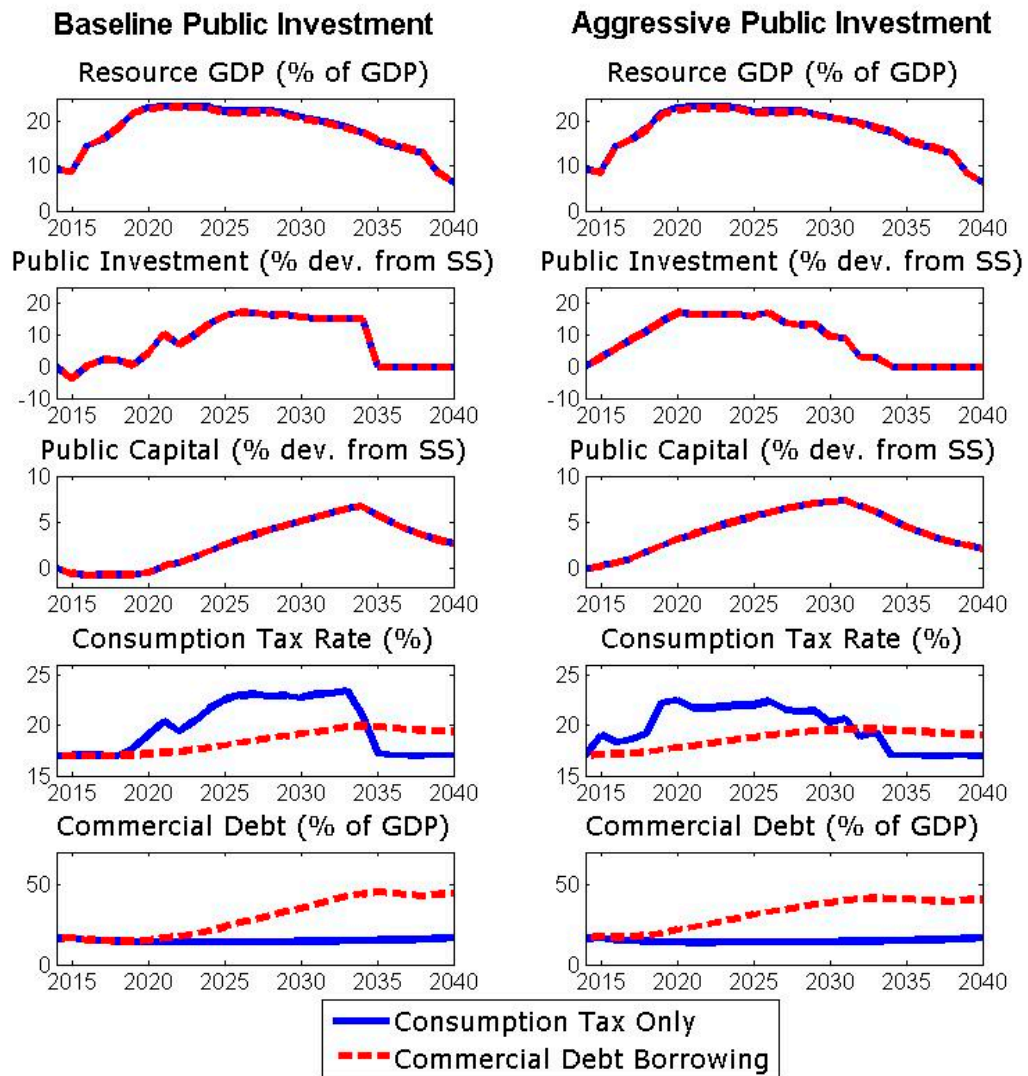 Baseline Public Investment
Aggressive Public Investment
Resource GDP (% of GDP)
Resource GDP (% of GDP)
20
10
0
2015 2020 2025 2030 2035 2040
20
10
0
2015 2020 2025 2030 2035 2040
Public Investment (% dev. from SS)
Public Investment (% dev. from SS)
20
10
0
-10
2015 2020 2025 2030 2035 2040
20
10
0
-10
2015 2020 2025 2030 2035 2040
Public Capital (% dev. from SS)
Public Capital (% dev. from SS)
10
5
0
2015 2020 2025 2030 2035 2040
10
5
0
2015 2020 2025 2030 2035 2040
Consumption Tax Rate (%)
Consumption Tax Rate (%)
25
20
15
2015 2020 2025 2030 2035 2040
25
20
15
2015 2020 2025 2030 2035 2040
Commercial Debt (% of GDP)
Commercial Debt (% of GDP)
50
0
2015 2020 2025 2030 2035 2040
50
0
2015 2020 2025 2030 2035 2040
Consumption Tax Only
Commercial Debt Borrowing